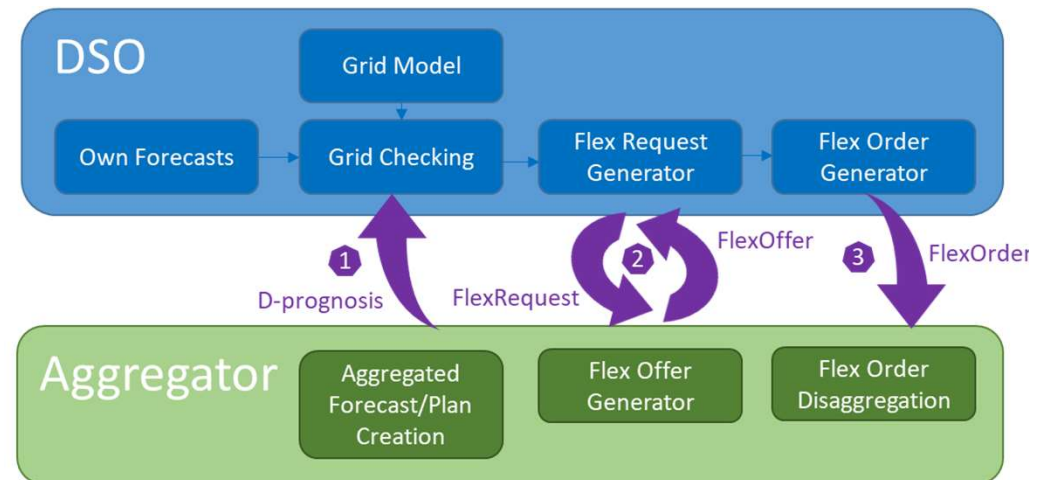 DSO
Grid Model
Own Forecasts
Grid Checking
Flex Request
Generator
Flex Order
Generator
1
D-prognosis
FlexRequest
2
FlexOffer
3
FlexOrder
Aggregator
Aggregated
Forecast/Plan
Creation
Flex Offer
Generator
Flex Order
Disaggregation